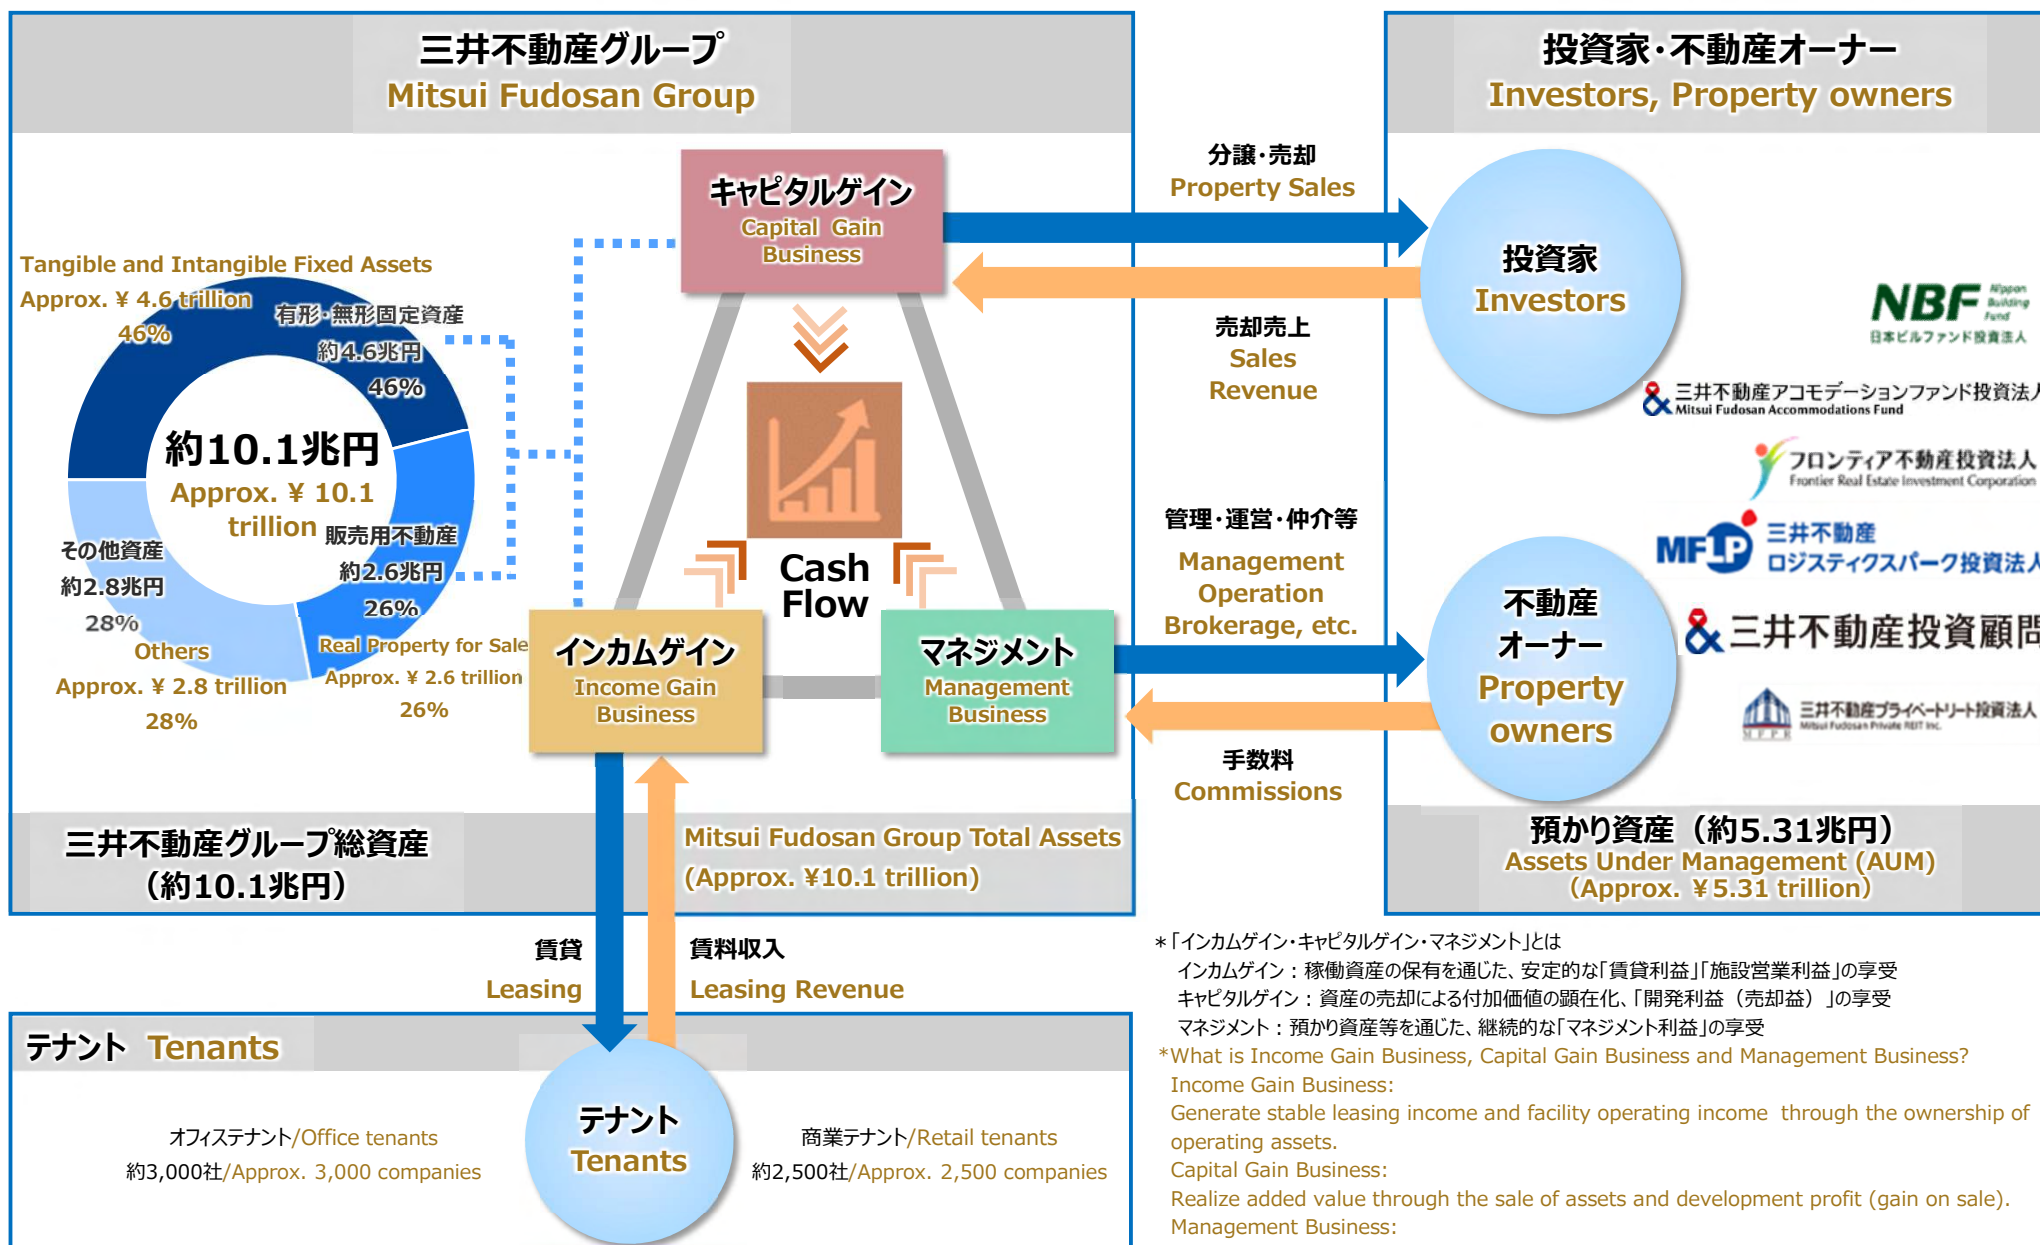 三井不動産グループ
Mitsui Fudosan Group
投資家・不動産オーナー
Investors, Property owners
キャピタルゲイン
Capital Gain
Business
分譲・売却
Property Sales
投資家
Investors
売却売上
Sales
Revenue
Tangible and Intangible Fixed Assets
Approx. ¥ 4.6 trillion
46%
有形・無形固定資産
約4.6兆円
46%
約10.1兆円
Approx. ¥ 10.1
trillion
販売用不動産
約2.6兆円
26%
Real Property for Sale
Approx. ¥ 2.6 trillion
26%
その他資産
約2.8兆円
28%
Others
Approx. ¥ 2.8 trillion
28%
Cash
Flow
インカムゲイン
Income Gain
Business
マネジメント
Management
Business
管理・運営・仲介等
Management
Operation
Brokerage, etc.
不動産
オーナー
Property
owners
手数料
Commissions
NBF Nippon
Building
Fund
日本ビルファンド投資法人
三井不動産アコモデーションファンド投資法人
Mitsui Fudosan Accommodations Fund
フロンティア不動産投資法人
Frontier Real Estate Investment Corporation
MFLP 三井不動産
ロジスティクスパーク投資法人
三井不動産投資顧問
三井不動産プライベートリート投資法人
Mitsui Fudosan Private REIT Inc.
MFPR
三井不動産グループ総資産
（約10.1兆円）
Mitsui Fudosan Group Total Assets
(Approx. ¥10.1 trillion)
預かり資産（約5.31兆円）
Assets Under Management (AUM)
（Approx. ¥5.31 trillion）
賃貸
Leasing
賃料収入
Leasing Revenue
テナント Tenants
テナント
Tenants
オフィステナント/Office tenants
約3,000社/Approx. 3,000 companies
商業テナント/Retail tenants
約2,500社/Approx. 2,500 companies
＊「インカムゲイン・キャピタルゲイン・マネジメント」とは
インカムゲイン：稼働資産の保有を通じた、安定的な「賃貸利益」「施設営業利益」の享受
キャピタルゲイン：資産の売却による付加価値の顕在化、「開発利益（売却益）」の享受
マネジメント：預かり資産等を通じた、継続的な「マネジメント利益」の享受
*What is Income Gain Business, Capital Gain Business and Management Business?
Income Gain Business:
Generate stable leasing income and facility operating income through the ownership of
operating assets.
Capital Gain Business:
Realize added value through the sale of assets and development profit (gain on sale).
Management Business: